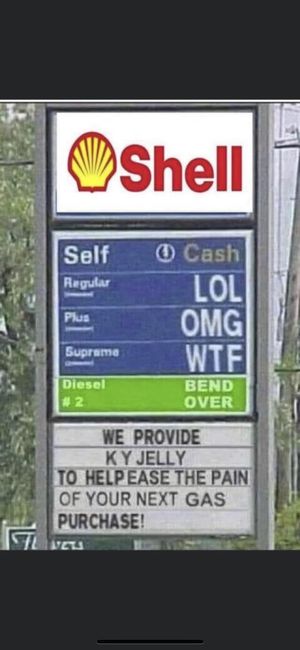 Shell
Self Cash
Regular LOL
Plus OMG
Supreme WTF
Diesel BEND
# 2 OVER
WE PROVIDE
K Y JELLY
TO HELP EASE THE PAIN
OF YOUR NEXT GAS
PURCHASE!